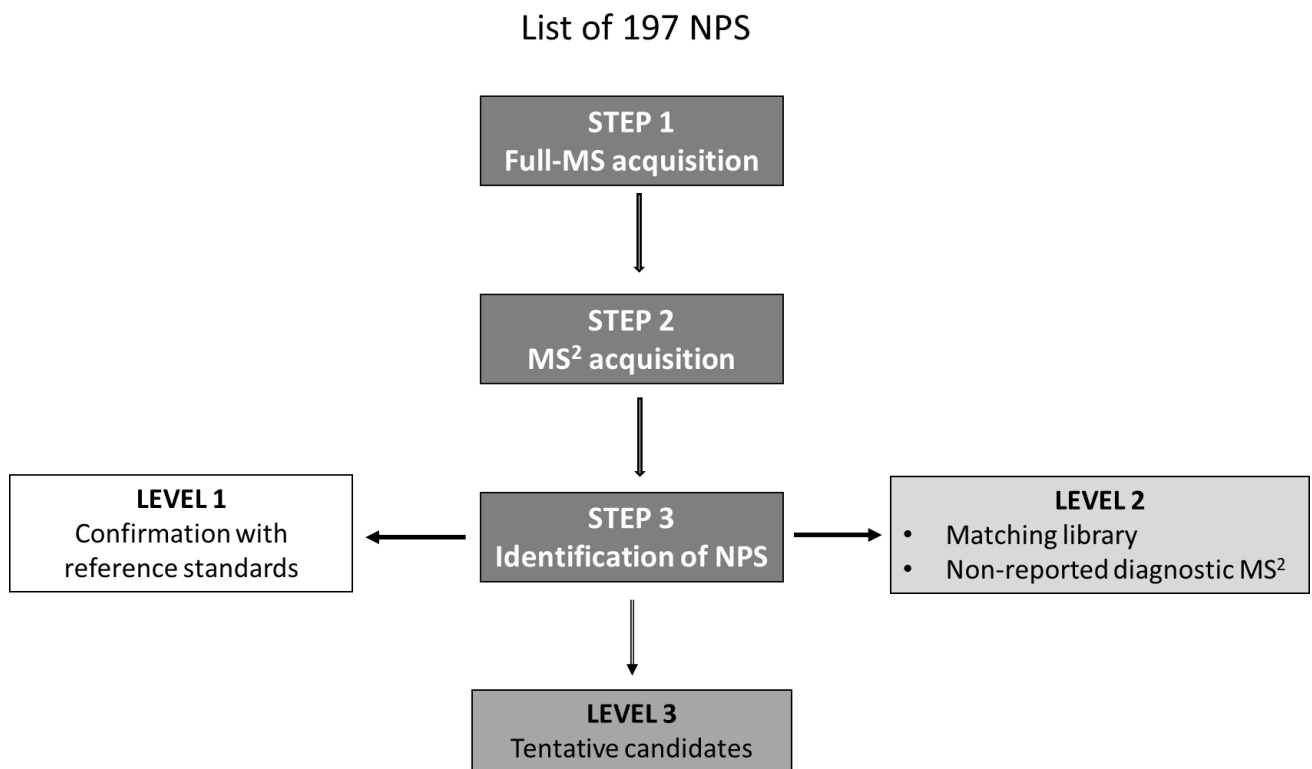 List of 197 NPS
STEP 1
Full-MS acquisition
STEP 2
MS² acquisition
LEVEL 1
Confirmation with
reference standards
STEP 3
Identification of NPS
LEVEL 2
• Matching library
• Non-reported diagnostic MS²
LEVEL 3
Tentative candidates